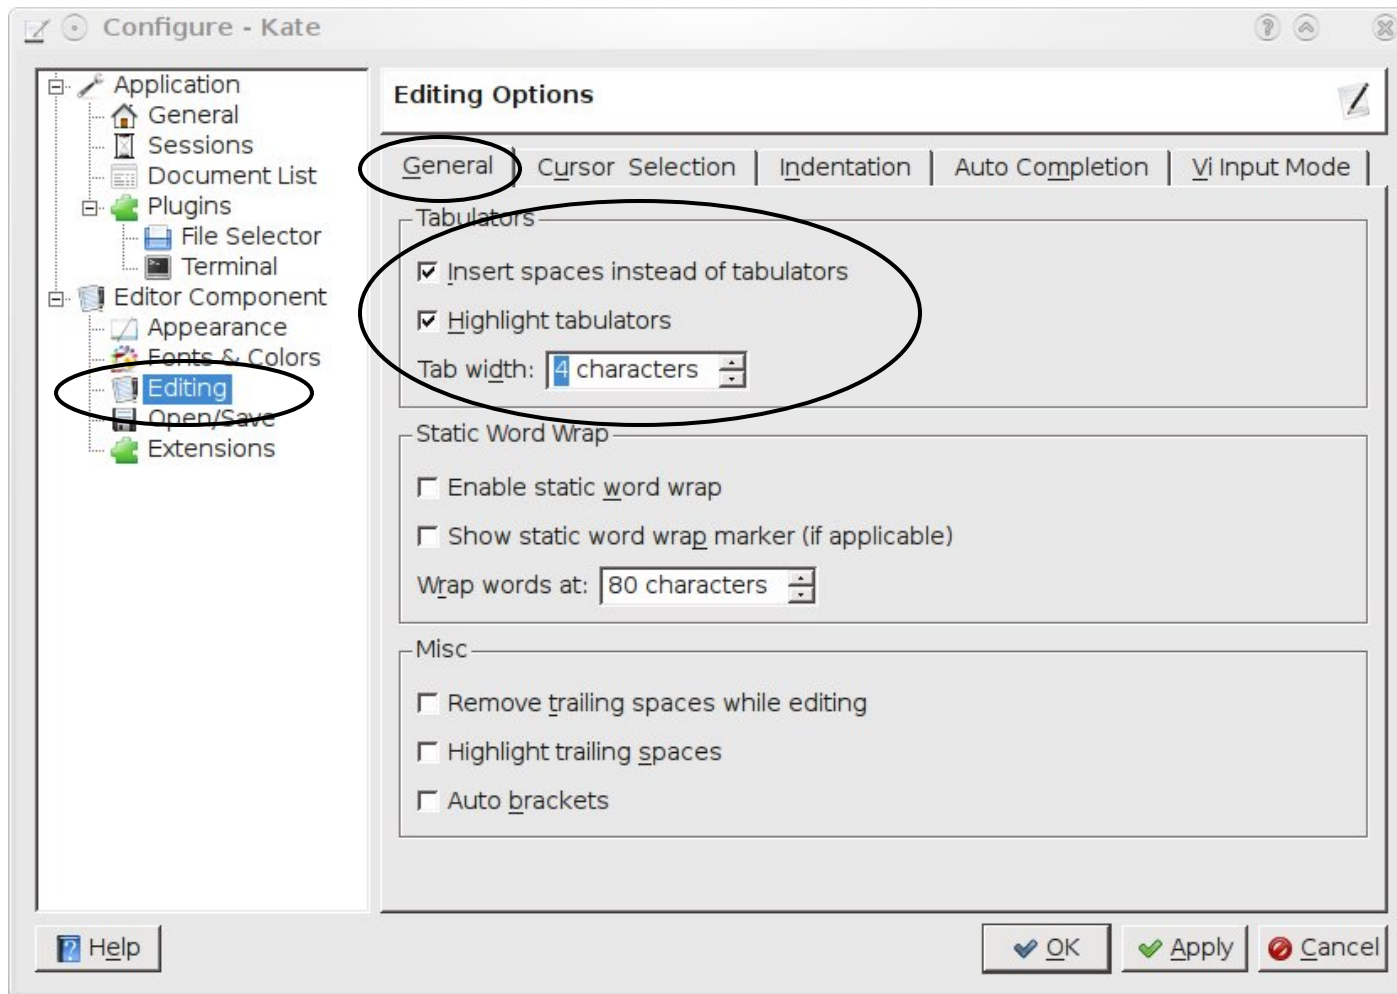 Configure - Kate
Application
General
Sessions
Document List
Plugins
File Selector
Terminal
Editor Component
Appearance
Fonts & Colors
Editing
Open/Save
Extensions
Editing Options
General Cursor Selection Indentation Auto Completion Vi Input Mode
Tabulators
Insert spaces instead of tabulators
Highlight tabulators
Tab width: 4 characters
Static Word Wrap
Enable static word wrap
Show static word wrap marker (if applicable)
Wrap words at: 80 characters
Misc
Remove trailing spaces while editing
Highlight trailing spaces
Auto brackets
Help OK Apply Cancel